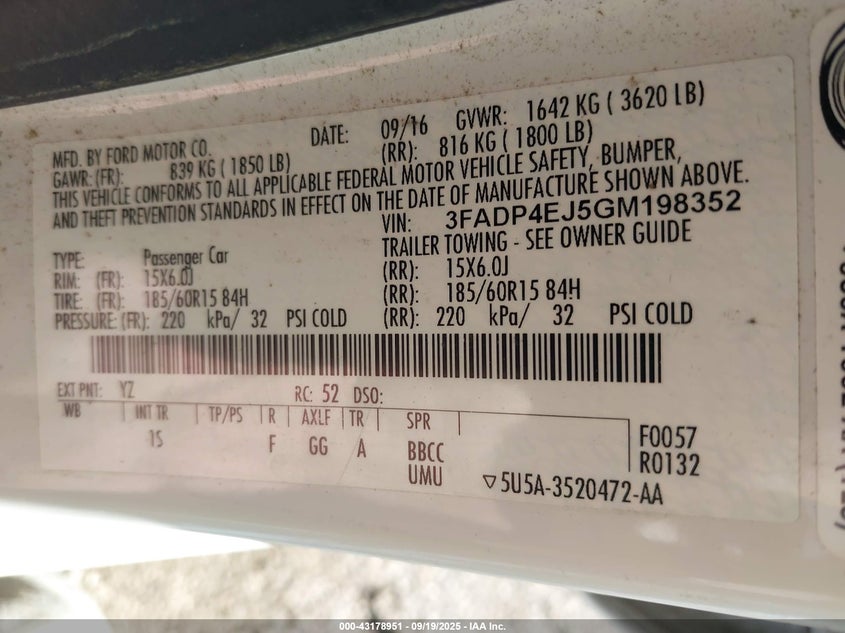 MFD. BY FORD MOTOR CO. DATE: 09/16 GVWR: 1642 KG ( 3620 LB)
GAWR: (FR): 839 KG ( 1850 LB) (RR): 816 KG ( 1800 LB)
THIS VEHICLE CONFORMS TO ALL APPLICABLE FEDERAL MOTOR VEHICLE SAFETY, BUMPER,
AND THEFT PREVENTION STANDARDS IN EFFECT ON THE DATE OF MANUFACTURE SHOWN ABOVE.
VIN: 3FADP4EJ5GM198352
TYPE: Passenger Car TRAILER TOWING - SEE OWNER GUIDE
RIM: (FR): 15X6.0J (RR): 15X6.0J
TIRE: (FR): 185/60R15 84H (RR): 185/60R15 84H
PRESSURE: (FR): 220 kPa/ 32 PSI COLD (RR): 220 kPa/ 32 PSI COLD
EXT PNT: YZ RC: 52 DSO:
WB INT TR TP/PS R AXLE TR SPR
15 F GG A BBCC F0057
UMU R0132
5U5A-3520472-AA
000-43178951 - 09/19/2025 - IAA Inc.